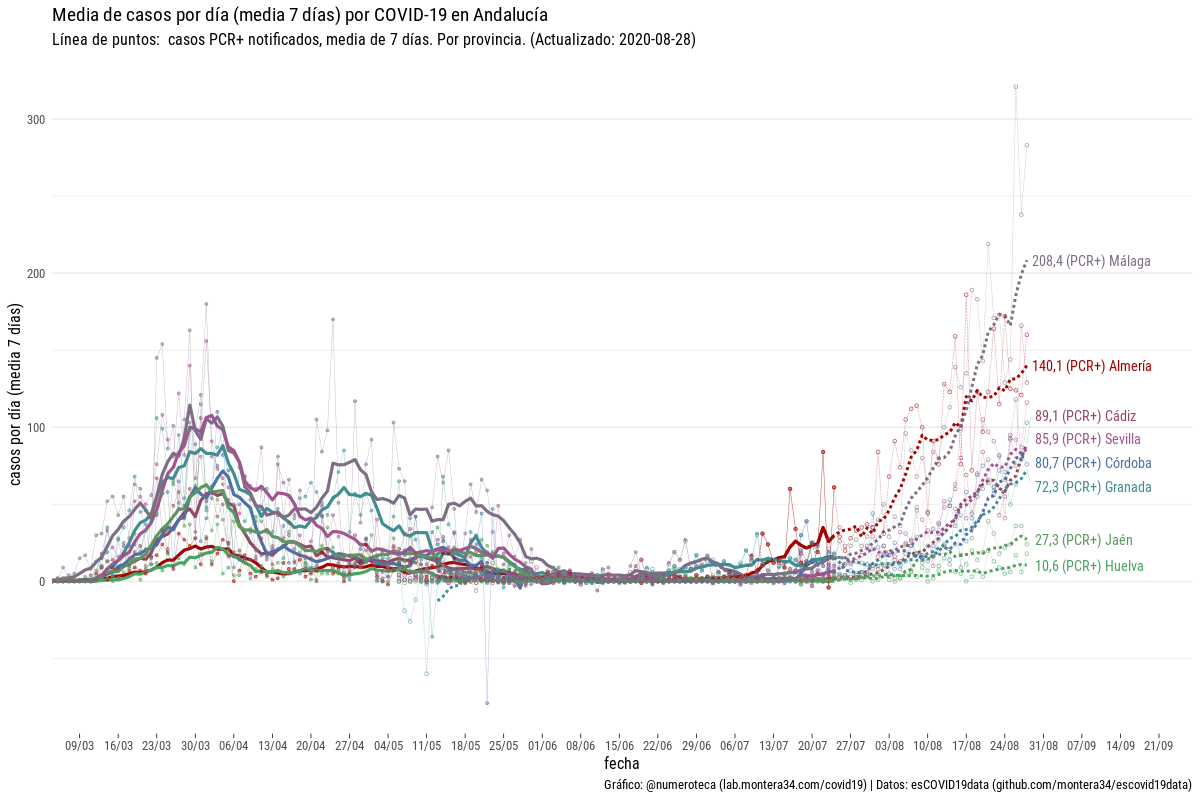 Media de casos por día (media 7 días) por COVID-19 en Andalucía
Línea de puntos:  casos PCR+ notificados, media de 7 días. Por provincia. (Actualizado: 2020-08-28)
casos por día (media 7 días)
300
200
100
0
208,4 (PCR+) Málaga
140,1 (PCR+) Almería
89,1 (PCR+) Cádiz
85,9 (PCR+) Sevilla
80,7 (PCR+) Córdoba
72,3 (PCR+) Granada
27,3 (PCR+) Jaén
10,6 (PCR+) Huelva
09/03 16/03 23/03 30/03 06/04 13/04 20/04 27/04 04/05 11/05 18/05 25/05 01/06 08/06 15/06 22/06 29/06 06/07 13/07 20/07 27/07 03/08 10/08 17/08 24/08 31/08 07/09 14/09 21/09
fecha
Gráfico: @numeroteca (lab.montera34.com/covid19) | Datos: esCOVID19data (github.com/montera34/escovid19data)